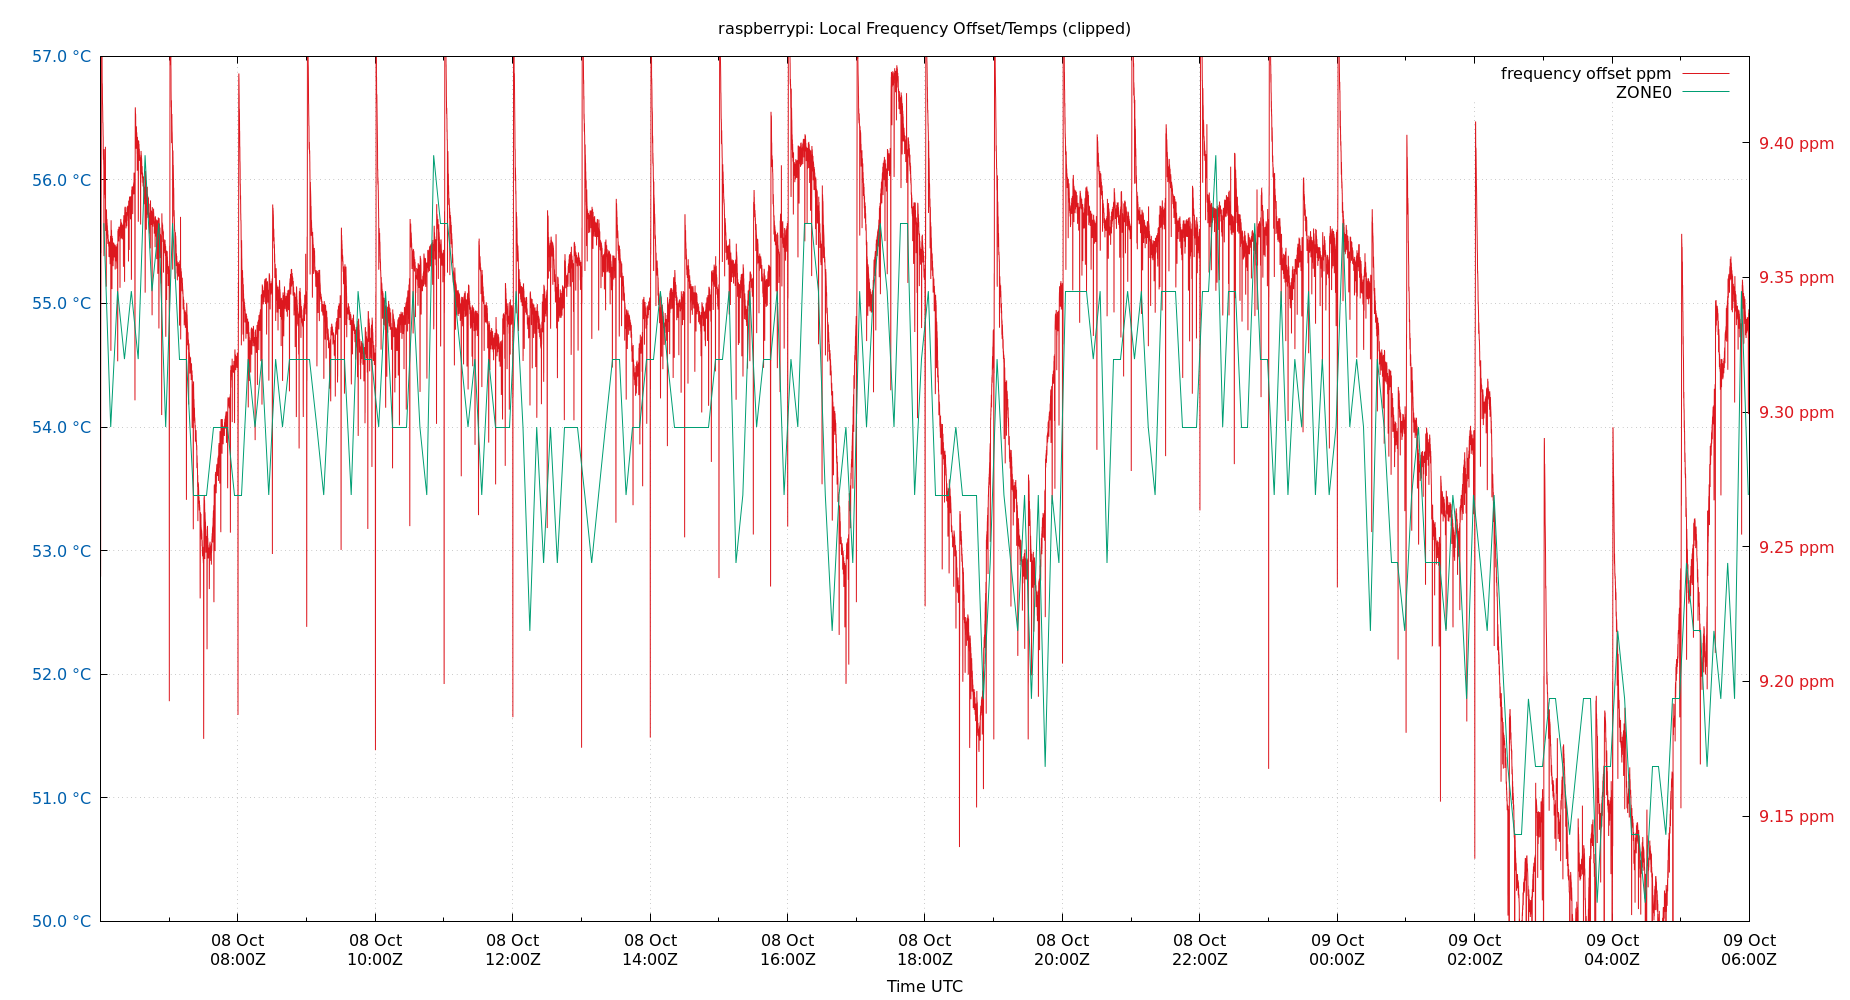 raspberrypi: Local Frequency Offset/Temps (clipped)
frequency offset ppm
ZONE0
57.0 °C
56.0 °C
55.0 °C
54.0 °C
53.0 °C
52.0 °C
51.0 °C
50.0 °C
9.40 ppm
9.35 ppm
9.30 ppm
9.25 ppm
9.20 ppm
9.15 ppm
08 Oct 08 Oct 08 Oct 08 Oct 08 Oct 08 Oct 08 Oct 08 Oct 09 Oct 09 Oct 09 Oct 09 Oct
08:00Z 10:00Z 12:00Z 14:00Z 16:00Z 18:00Z 20:00Z 22:00Z 00:00Z 02:00Z 04:00Z 06:00Z
Time UTC